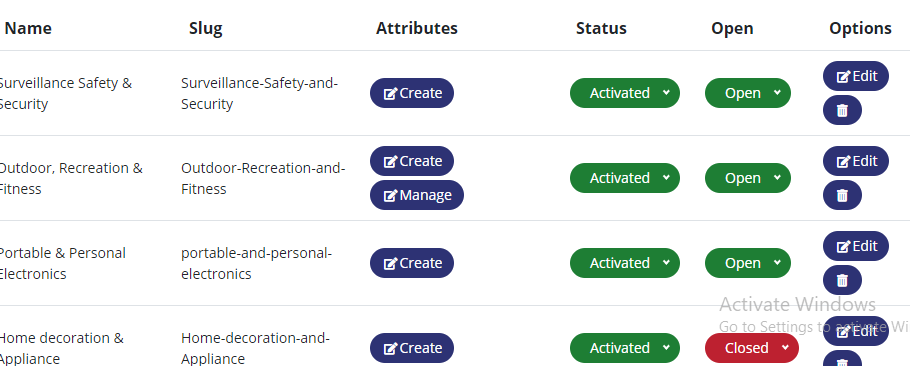 Name Slug Attributes Status Open Options
Surveillance Safety &
Security
Surveillance-Safety-and-
Security
Create
Activated
Open
Edit
Outdoor, Recreation &
Fitness
Outdoor-Recreation-and-
Fitness
Create
Manage
Activated
Open
Edit
Portable & Personal
Electronics
portable-and-personal-
electronics
Create
Activated
Open
Edit
Home decoration &
Appliance
Home-decoration-and-
Appliance
Create
Activated
Closed
Edit
Activate Windows
Go to Settings to activate Wi